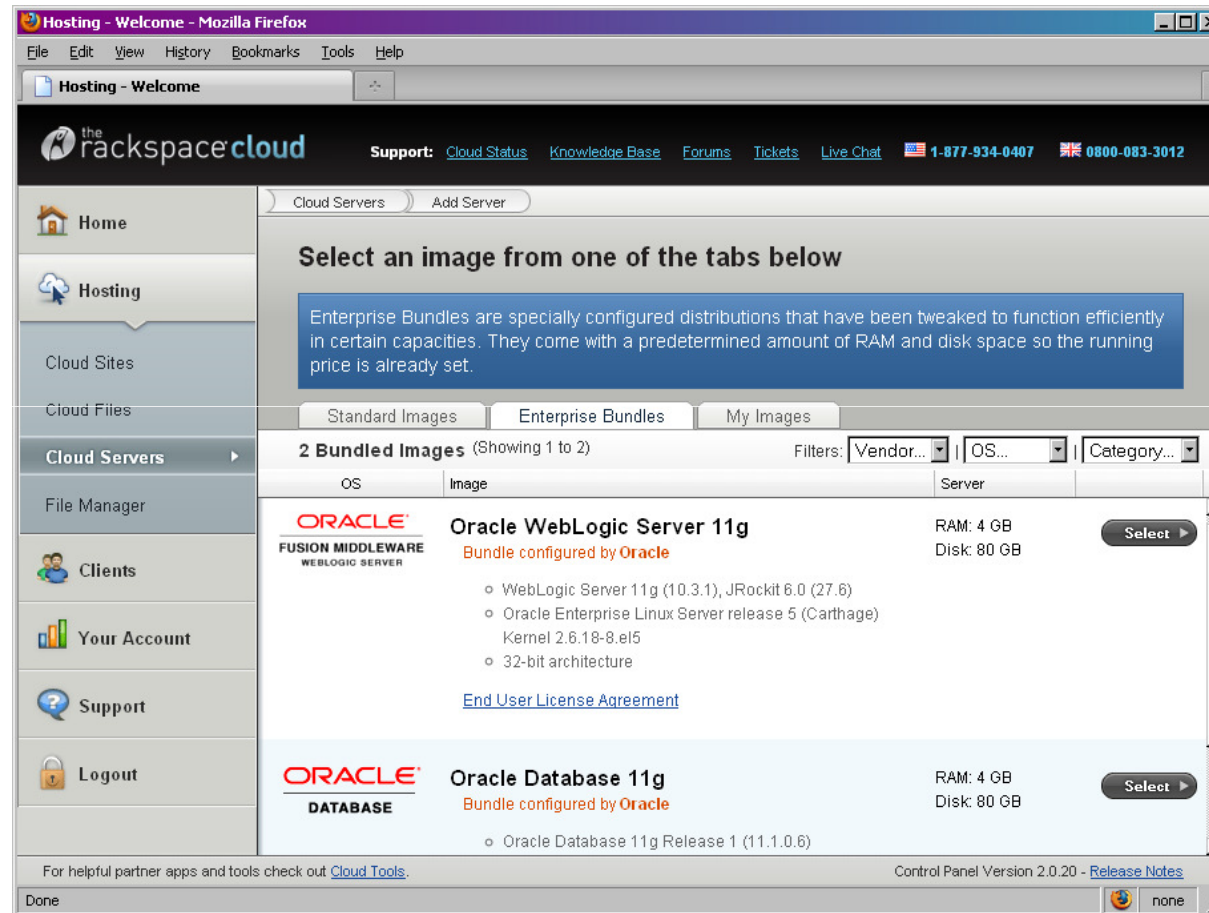 Hosting - Welcome - Mozilla Firefox
File Edit View History Bookmarks Tools Help
Hosting - Welcome
the rackspace cloud
Support: Cloud Status Knowledge Base Forums Tickets Live Chat 1-877-934-0407 0800-083-3012
Home
Hosting
Cloud Sites
Cloud Files
Cloud Servers
File Manager
Clients
Your Account
Support
Logout
Cloud Servers Add Server
Select an image from one of the tabs below
Enterprise Bundles are specially configured distributions that have been tweaked to function efficiently
in certain capacities. They come with a predetermined amount of RAM and disk space so the running
price is already set.
Standard Images Enterprise Bundles My Images
2 Bundled Images (Showing 1 to 2) Filters: Vendor... | OS... | Category...
OS Image Server
ORACLE
FUSION MIDDLEWARE
WEBLOGIC SERVER
Oracle WebLogic Server 11g
Bundle configured by Oracle
WebLogic Server 11g (10.3.1), JRockit 6.0 (27.6)
Oracle Enterprise Linux Server release 5 (Carthage)
Kernel 2.6.18-8.el5
32-bit architecture
End User License Agreement
RAM: 4 GB
Disk: 80 GB
Select
ORACLE
DATABASE
Oracle Database 11g
Bundle configured by Oracle
Oracle Database 11g Release 1 (11.1.0.6)
RAM: 4 GB
Disk: 80 GB
Select
For helpful partner apps and tools check out Cloud Tools. Control Panel Version 2.0.20 - Release Notes
Done none